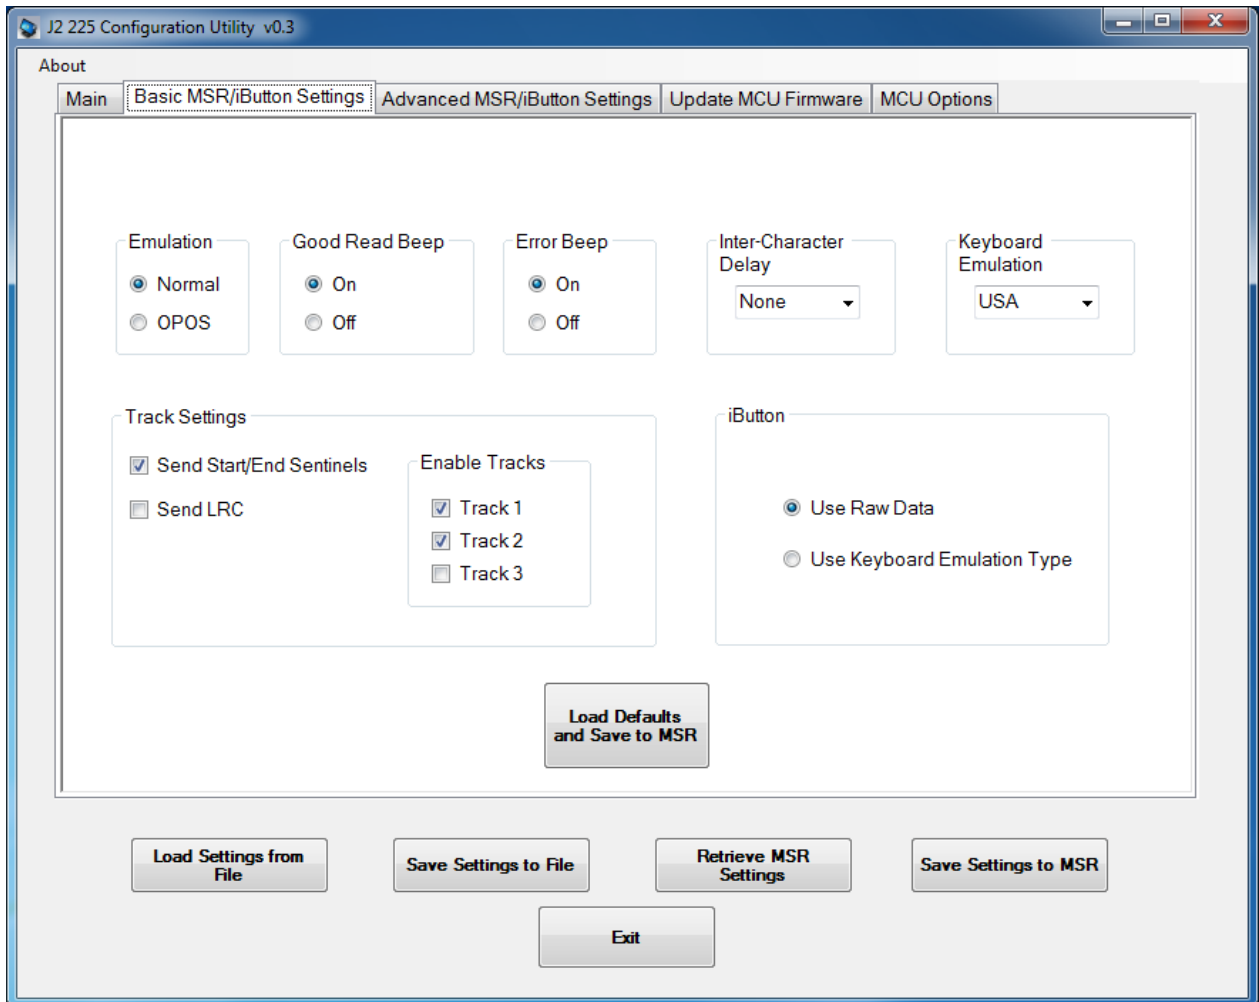 J2 225 Configuration Utility v0.3
About
Main
Basic MSR/iButton Settings
Advanced MSR/iButton Settings
Update MCU Firmware
MCU Options
Emulation
Normal
OPOS
Good Read Beep
On
Off
Error Beep
On
Off
Inter-Character
Delay
None
Keyboard
Emulation
USA
Track Settings
Send Start/End Sentinels
Send LRC
Enable Tracks
Track 1
Track 2
Track 3
iButton
Use Raw Data
Use Keyboard Emulation Type
Load Defaults
and Save to MSR
Load Settings from
File
Save Settings to File
Retrieve MSR
Settings
Save Settings to MSR
Exit